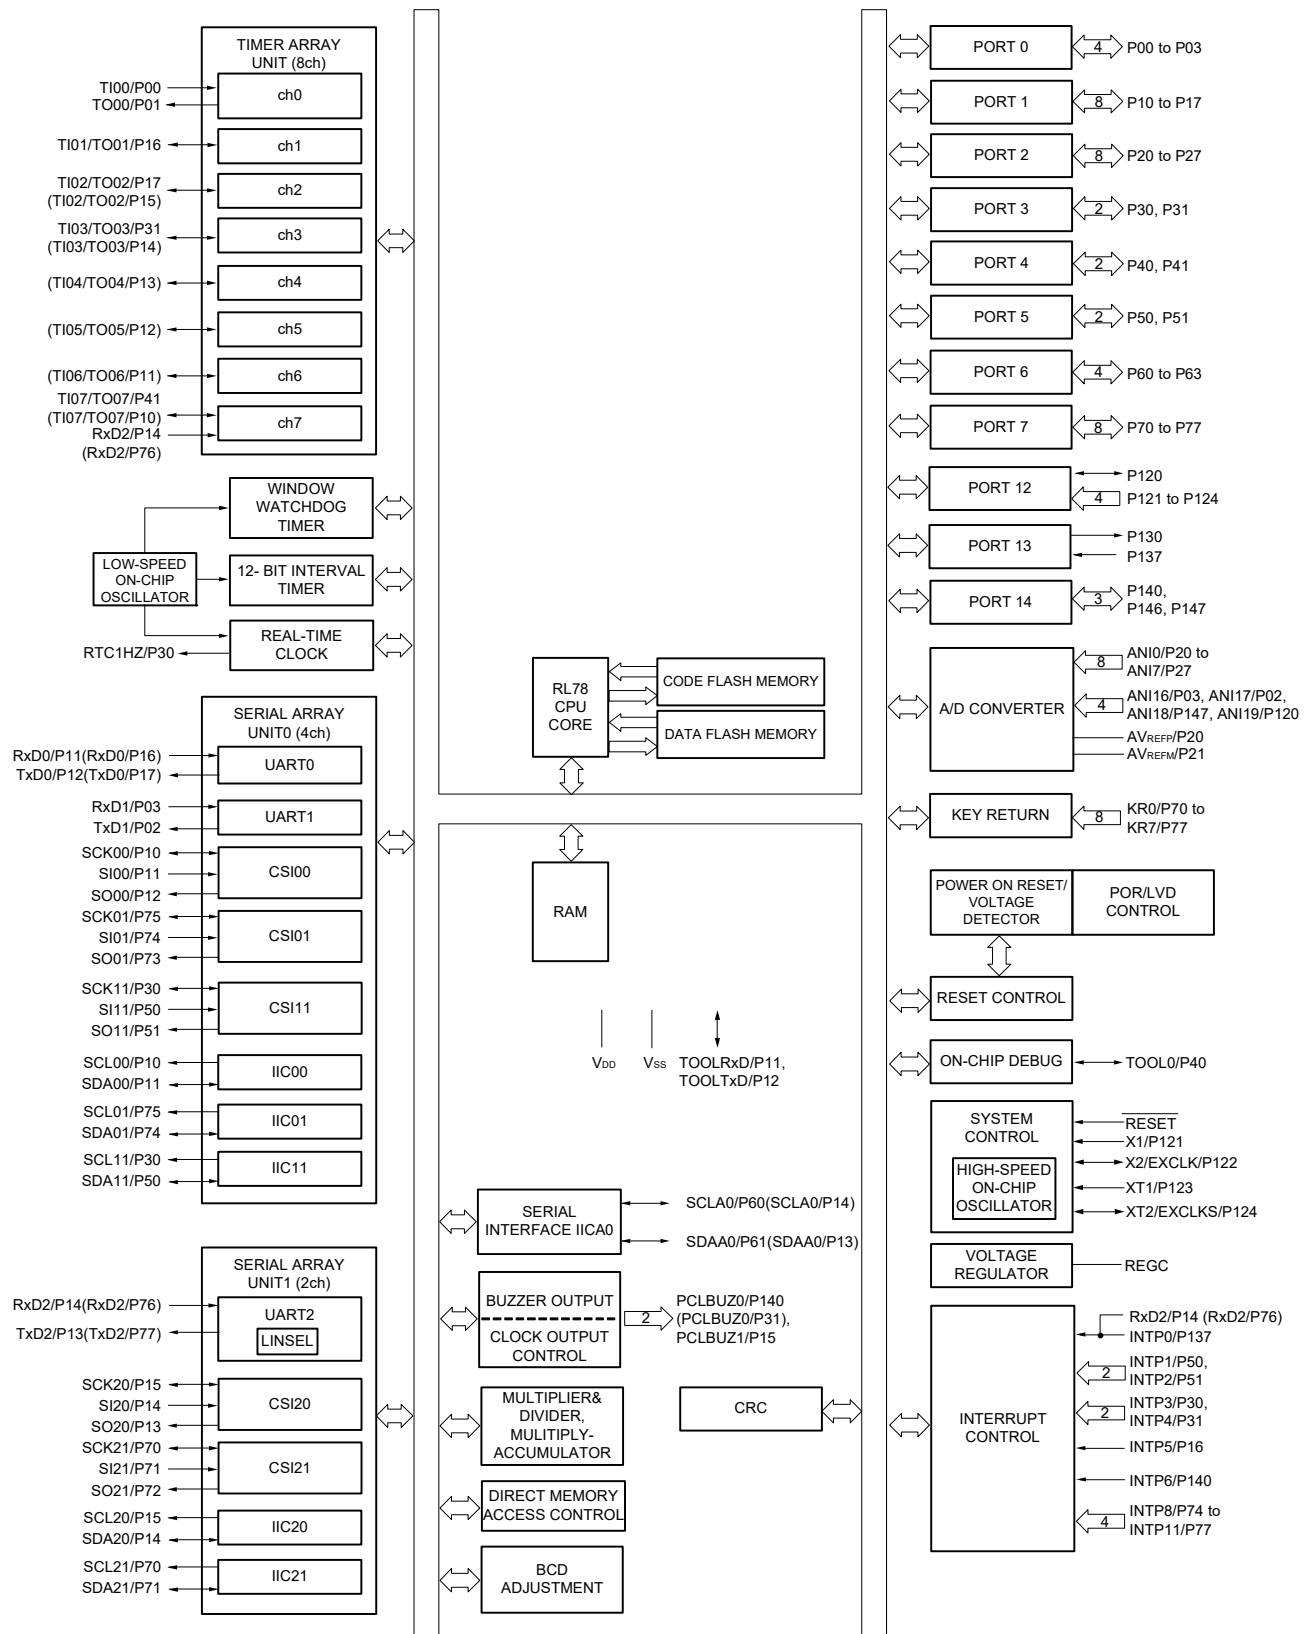 TIMER ARRAY
UNIT (8ch)
TI00/P00
TO00/P01
ch0
TI01/TO01/P16
ch1
TI02/TO02/P17
(TI02/TO02/P15)
ch2
TI03/TO03/P31
(TI03/TO03/P14)
ch3
(TI04/TO04/P13)
ch4
(TI05/TO05/P12)
ch5
(TI06/TO06/P11)
ch6
TI07/TO07/P41
(TI07/TO07/P10)
RxD2/P14
(RxD2/P76)
ch7
WINDOW
WATCHDOG
TIMER
LOW-SPEED
ON-CHIP
OSCILLATOR
12- BIT INTERVAL
TIMER
REAL-TIME
CLOCK
RTC1HZ/P30
SERIAL ARRAY
UNIT0 (4ch)
RxD0/P11(RxD0/P16)
TxD0/P12(TxD0/P17)
UART0
RxD1/P03
TxD1/P02
UART1
SCK00/P10
SI00/P11
SO00/P12
CSI00
SCK01/P75
SI01/P74
SO01/P73
CSI01
SCK11/P30
SI11/P50
SO11/P51
CSI11
SCL00/P10
SDA00/P11
IIC00
SCL01/P75
SDA01/P74
IIC01
SCL11/P30
SDA11/P50
IIC11
SERIAL ARRAY
UNIT1 (2ch)
RxD2/P14(RxD2/P76)
TxD2/P13(TxD2/P77)
UART2
LINSEL
SCK20/P15
SI20/P14
SO20/P13
CSI20
SCK21/P70
SI21/P71
SO21/P72
CSI21
SCL20/P15
SDA20/P14
IIC20
SCL21/P70
SDA21/P71
IIC21
RL78
CPU
CORE
CODE FLASH MEMORY
DATA FLASH MEMORY
RAM
VDD
VSS
TOOLRxD/P11,
TOOLTxD/P12
SERIAL
INTERFACE IICA0
SCLA0/P60(SCLA0/P14)
SDAA0/P61(SDAA0/P13)
BUZZER OUTPUT
CLOCK OUTPUT
CONTROL
2
PCLBUZ0/P140
(PCLBUZ0/P31),
PCLBUZ1/P15
MULTIPLIER&
DIVIDER,
MULITIPLY-
ACCUMULATOR
CRC
DIRECT MEMORY
ACCESS CONTROL
BCD
ADJUSTMENT
PORT 0
4
P00 to P03
PORT 1
8
P10 to P17
PORT 2
8
P20 to P27
PORT 3
2
P30, P31
PORT 4
2
P40, P41
PORT 5
2
P50, P51
PORT 6
4
P60 to P63
PORT 7
8
P70 to P77
PORT 12
P120
4
P121 to P124
PORT 13
P130
P137
PORT 14
3
P140,
P146, P147
A/D CONVERTER
8
ANI0/P20 to
ANI7/P27
4
ANI16/P03, ANI17/P02,
ANI18/P147, ANI19/P120
AVREFP/P20
AVREFM/P21
KEY RETURN
8
KR0/P70 to
KR7/P77
POWER ON RESET/
VOLTAGE
DETECTOR
POR/LVD
CONTROL
RESET CONTROL
ON-CHIP DEBUG
TOOL0/P40
SYSTEM
CONTROL
HIGH-SPEED
ON-CHIP
OSCILLATOR
RESET
X1/P121
X2/EXCLK/P122
XT1/P123
XT2/EXCLKS/P124
VOLTAGE
REGULATOR
REGC
INTERRUPT
CONTROL
RxD2/P14 (RxD2/P76)
INTP0/P137
2
INTP1/P50,
INTP2/P51
2
INTP3/P30,
INTP4/P31
INTP5/P16
INTP6/P140
4
INTP8/P74 to
INTP11/P77